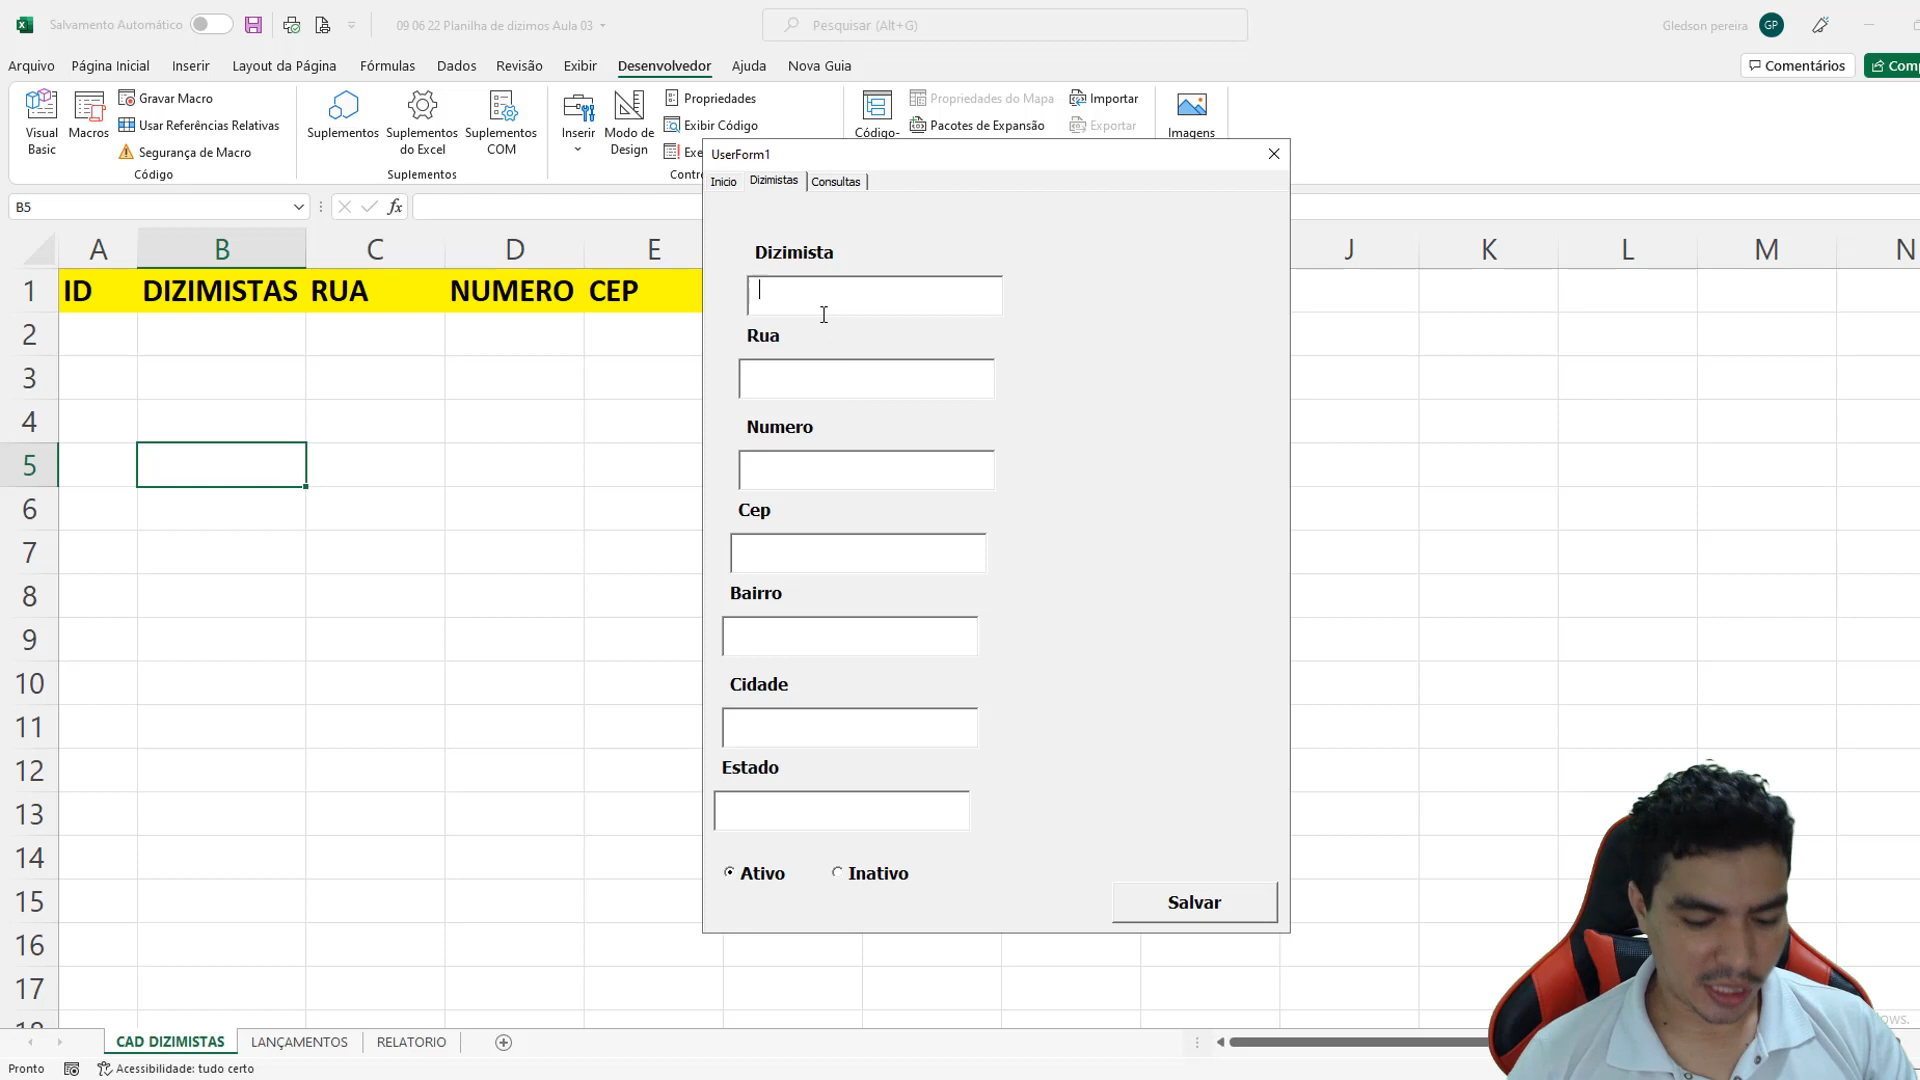 Salvamento Automático
09 06 22 Planilha de dizimos Aula 03
Pesquisar (Alt+G)
Gledson pereira
GP
Arquivo
Página Inicial
Inserir
Layout da Página
Fórmulas
Dados
Revisão
Exibir
Desenvolvedor
Ajuda
Nova Guia
Comentários
Com
Visual
Basic
Macros
Gravar Macro
Usar Referências Relativas
Segurança de Macro
Código
Suplementos
Suplementos
do Excel
Suplementos
COM
Suplementos
Inserir
Modo de
Design
Propriedades
Exibir Código
Exe
Contro
Código-
Propriedades do Mapa
Pacotes de Expansão
Importar
Exportar
Imagens
B5
fx
A B C D E J K L M N
1 ID DIZIMISTAS RUA NUMERO CEP
2
3
4
5
6
7
8
9
10
11
12
13
14
15
16
17
18
UserForm1
Inicio
Dizimistas
Consultas
Dizimista
Rua
Numero
Cep
Bairro
Cidade
Estado
Ativo
Inativo
Salvar
CAD DIZIMISTAS
LANÇAMENTOS
RELATORIO
Pronto
Acessibilidade: tudo certo